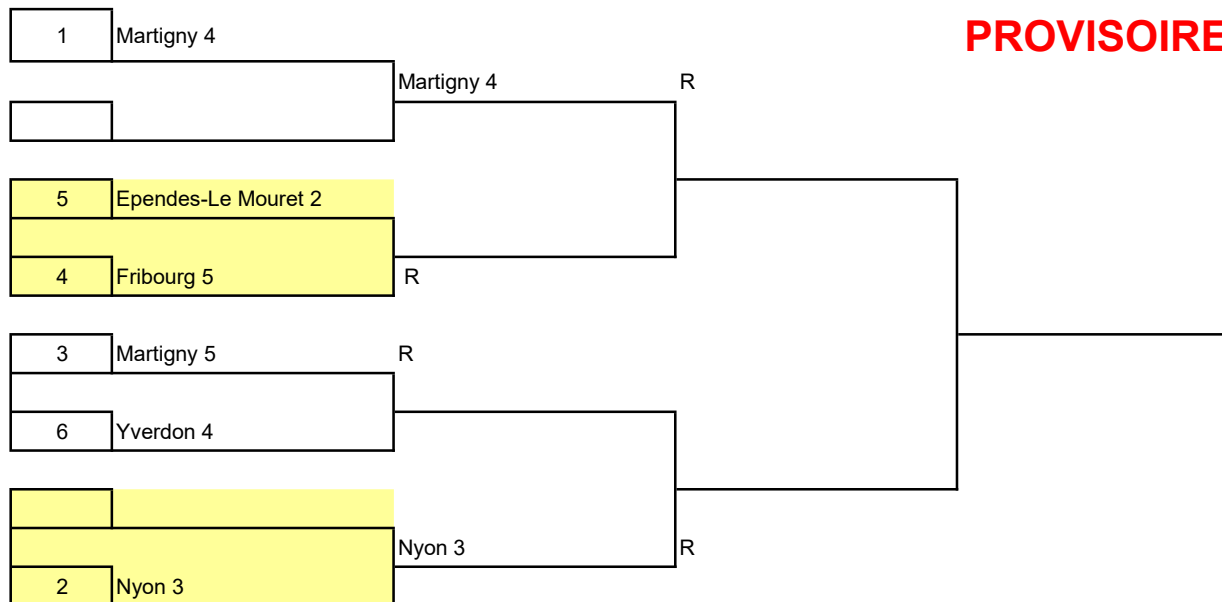 1 Martigny 4
PROVISOIRE
Martigny 4 R
5 Ependes-Le Mouret 2
4 Fribourg 5 R
3 Martigny 5 R
6 Yverdon 4
Nyon 3 R
2 Nyon 3